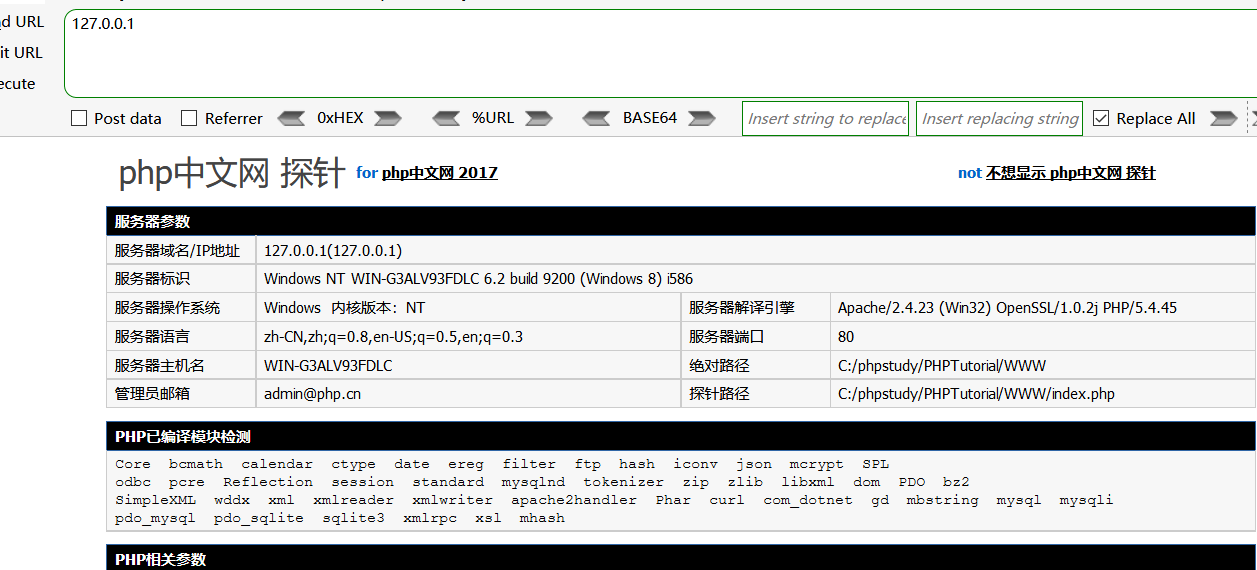 d URL
127.0.0.1
it URL
ecute
Post data Referrer 0xHEX %URL BASE64 Insert string to replace Insert replacing string Replace All
php中文网 探针 for php中文网 2017 not 不想显示 php中文网 探针
服务器参数
服务器域名/IP地址 127.0.0.1(127.0.0.1)
服务器标识 Windows NT WIN-G3ALV93FDLC 6.2 build 9200 (Windows 8) i586
服务器操作系统 Windows 内核版本：NT 服务器解译引擎 Apache/2.4.23 (Win32) OpenSSL/1.0.2j PHP/5.4.45
服务器语言 zh-CN,zh;q=0.8,en-US;q=0.5,en;q=0.3 服务器端口 80
服务器主机名 WIN-G3ALV93FDLC 绝对路径 C:/phpstudy/PHPTutorial/WWW
管理员邮箱 admin@php.cn 探针路径 C:/phpstudy/PHPTutorial/WWW/index.php
PHP已编译模块检测
Core bcmath calendar ctype date ereg filter ftp hash iconv json mcrypt SPL
odbc pcre Reflection session standard mysqlnd tokenizer zip zlib libxml dom PDO bz2
SimpleXML wddx xml xmlreader xmlwriter apache2handler Phar curl com_dotnet gd mbstring mysql mysqli
pdo_mysql pdo_sqlite sqlite3 xmlrpc xsl mhash
PHP相关参数